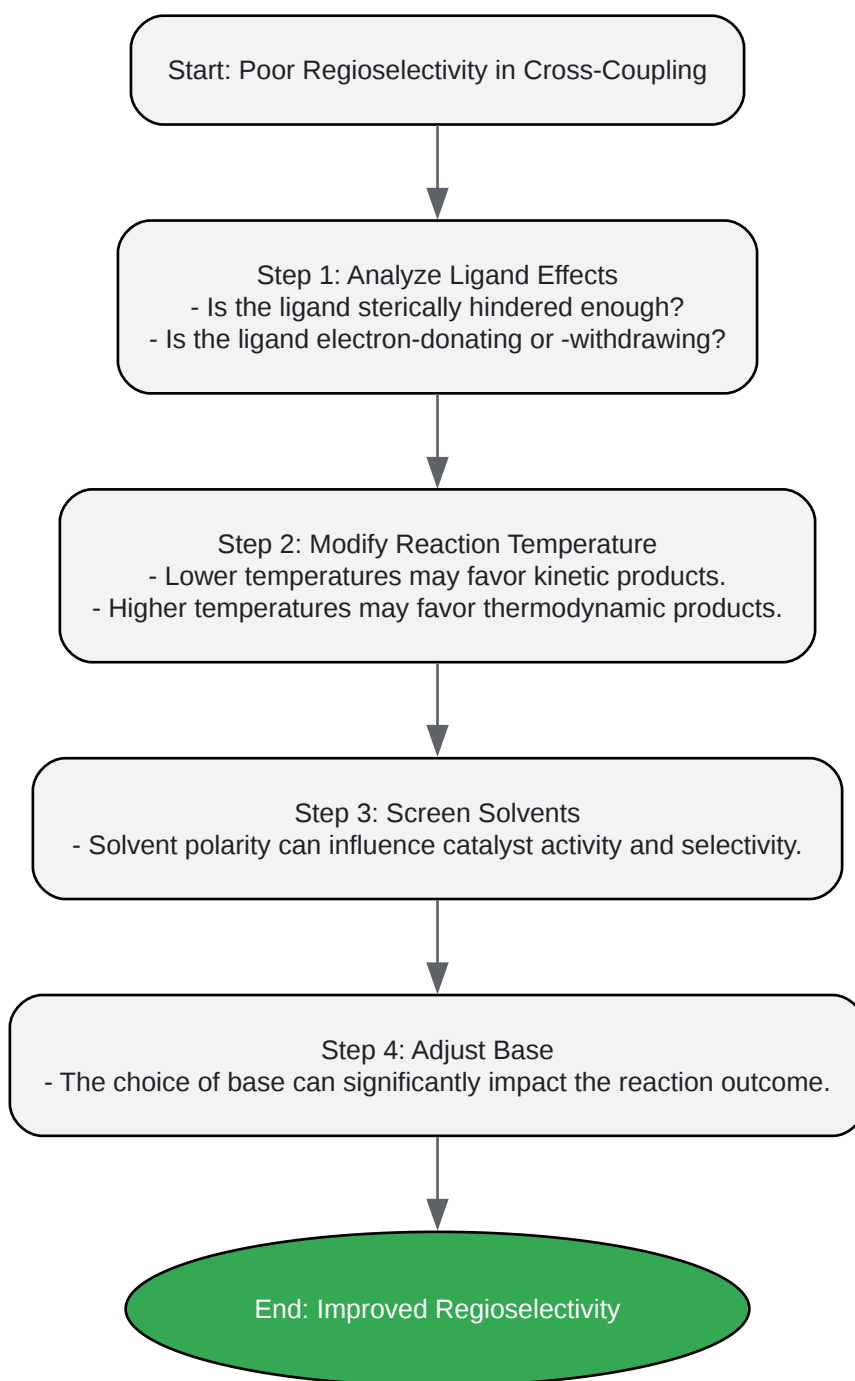 Start: Poor Regioselectivity in Cross-Coupling
Step 1: Analyze Ligand Effects
- Is the ligand sterically hindered enough?
- Is the ligand electron-donating or -withdrawing?
Step 2: Modify Reaction Temperature
- Lower temperatures may favor kinetic products.
- Higher temperatures may favor thermodynamic products.
Step 3: Screen Solvents
- Solvent polarity can influence catalyst activity and selectivity.
Step 4: Adjust Base
- The choice of base can significantly impact the reaction outcome.
End: Improved Regioselectivity